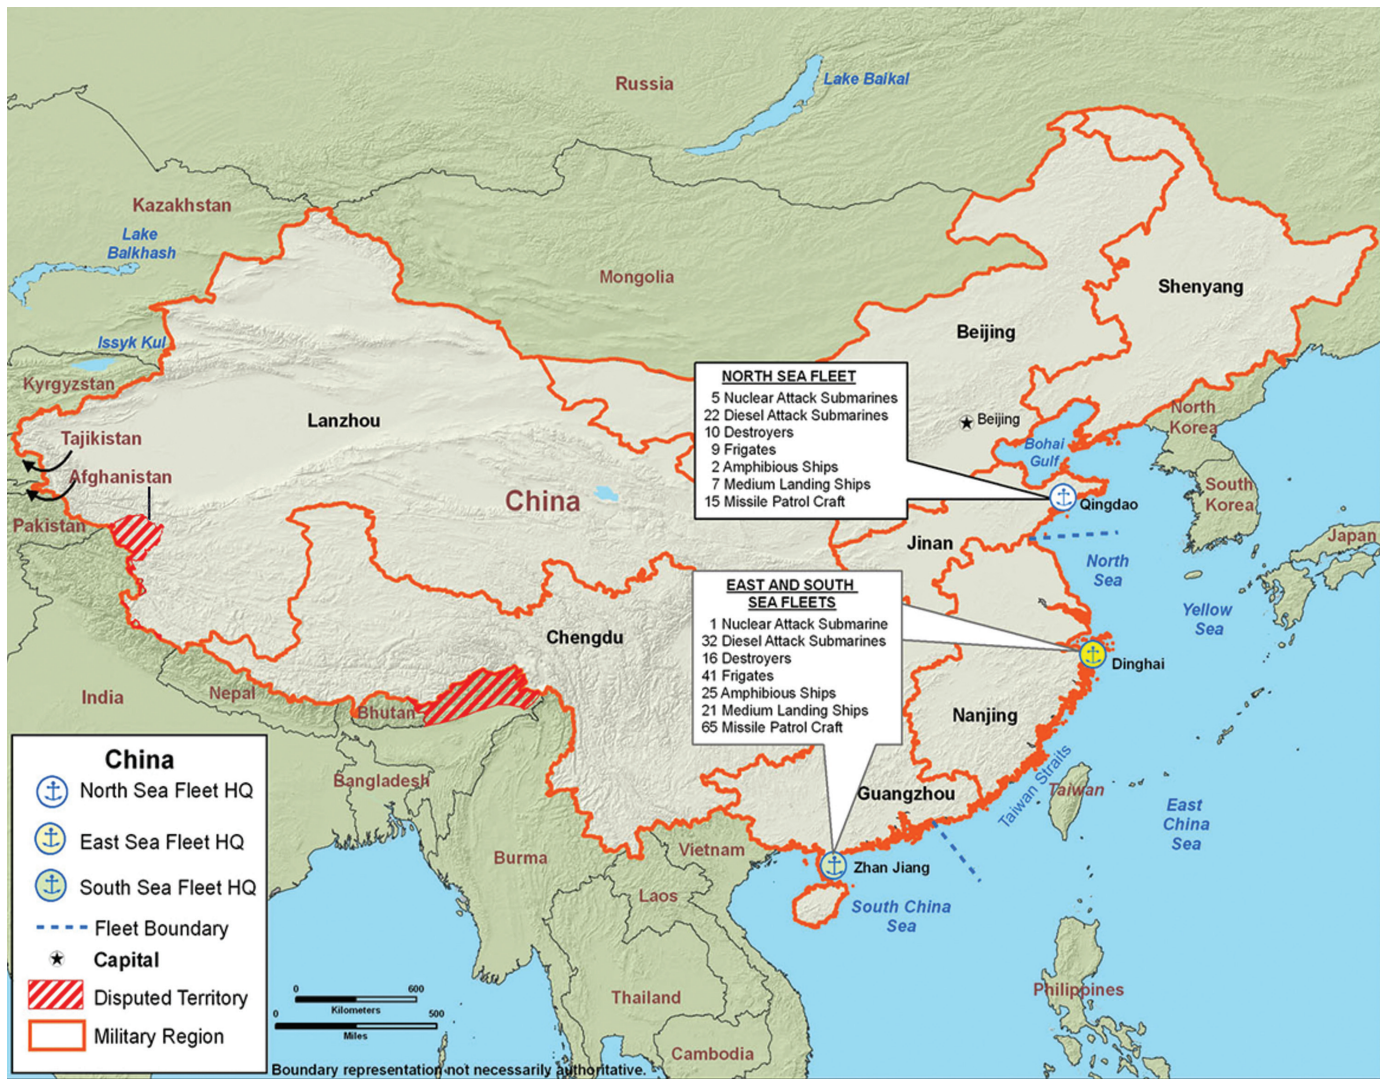 Russia
Lake Baikal
Kazakhstan
Lake
Balkhash
Mongolia
Shenyang
Issyk Kul
Beijing
Kyrgyzstan
Lanzhou
Beijing
North
Korea
Tajikistan
Afghanistan
Bohai
Gulf
China
South
Korea
Pakistan
Qingdao
Jinan
Japan
North
Sea
Yellow
Sea
NORTH SEA FLEET
5 Nuclear Attack Submarines
22 Diesel Attack Submarines
10 Destroyers
9 Frigates
2 Amphibious Ships
7 Medium Landing Ships
15 Missile Patrol Craft
EAST AND SOUTH
SEA FLEETS
1 Nuclear Attack Submarine
32 Diesel Attack Submarines
16 Destroyers
41 Frigates
25 Amphibious Ships
21 Medium Landing Ships
65 Missile Patrol Craft
Chengdu
Dinghai
India
Nepal
Bhutan
Nanjing
Bangladesh
Guangzhou
Taiwan Straits
Taiwan
East
China
Sea
Burma
Vietnam
Zhan Jiang
Laos
South China
Sea
Thailand
Philippines
Cambodia
China
North Sea Fleet HQ
East Sea Fleet HQ
South Sea Fleet HQ
Fleet Boundary
Capital
Disputed Territory
Military Region
0 600
Kilometers
0 500
Miles
Boundary representation not necessarily authoritative.